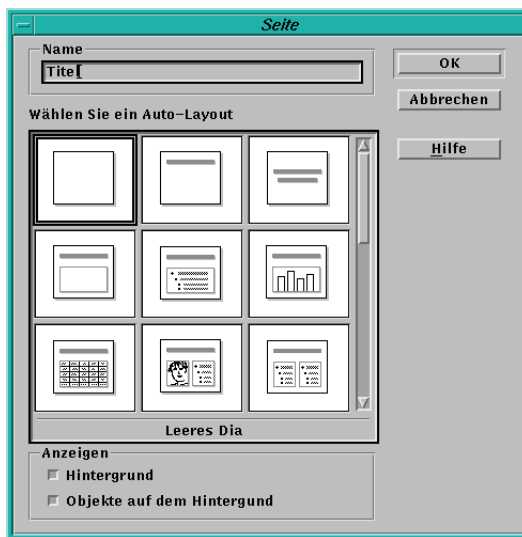 Seite
Name
Tite
OK
Abbrechen
Hilfe
Wählen Sie ein Auto-Layout
Leeres Dia
Anzeigen
Hintergrund
Objekte auf dem Hintergund